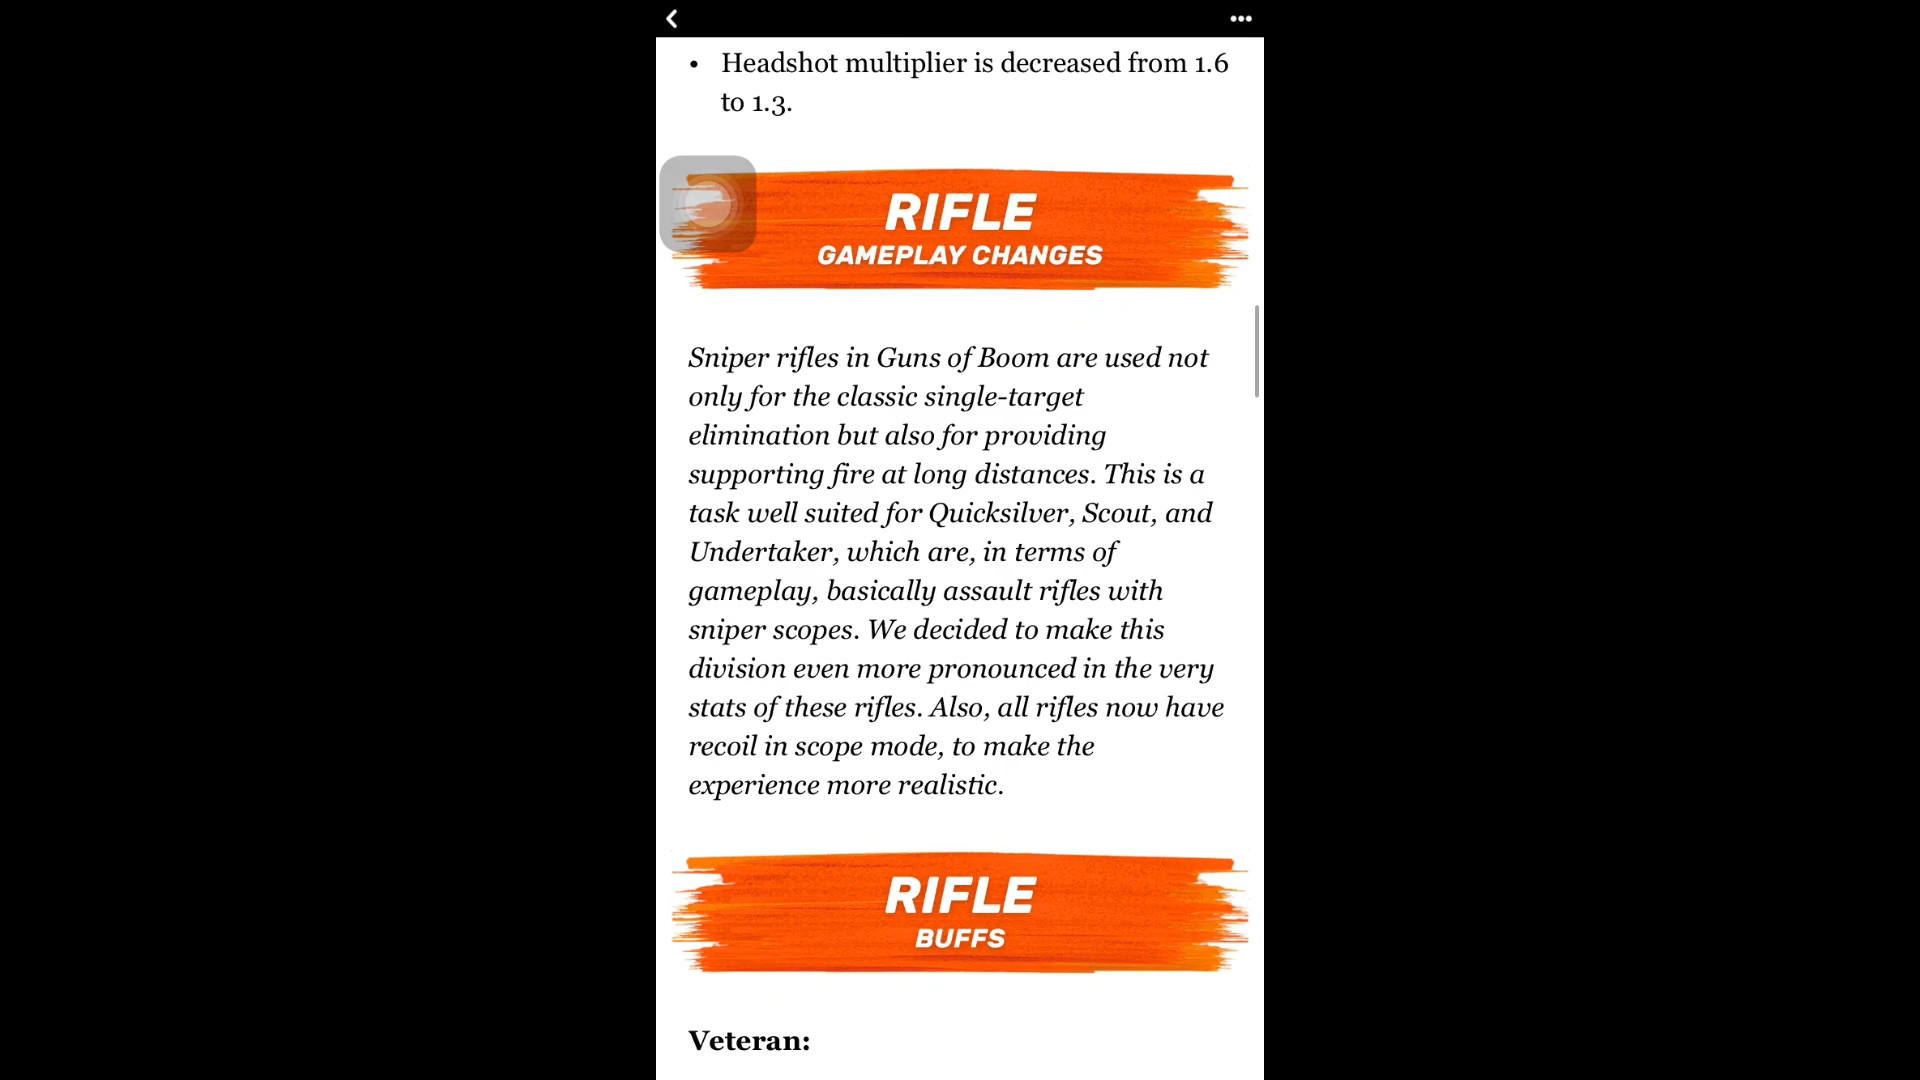 • Headshot multiplier is decreased from 1.6
to 1.3.
RIFLE
GAMEPLAY CHANGES
Sniper rifles in Guns of Boom are used not
only for the classic single-target
elimination but also for providing
supporting fire at long distances. This is a
task well suited for Quicksilver, Scout, and
Undertaker, which are, in terms of
gameplay, basically assault rifles with
sniper scopes. We decided to make this
division even more pronounced in the very
stats of these rifles. Also, all rifles now have
recoil in scope mode, to make the
experience more realistic.
RIFLE
BUFFS
Veteran: